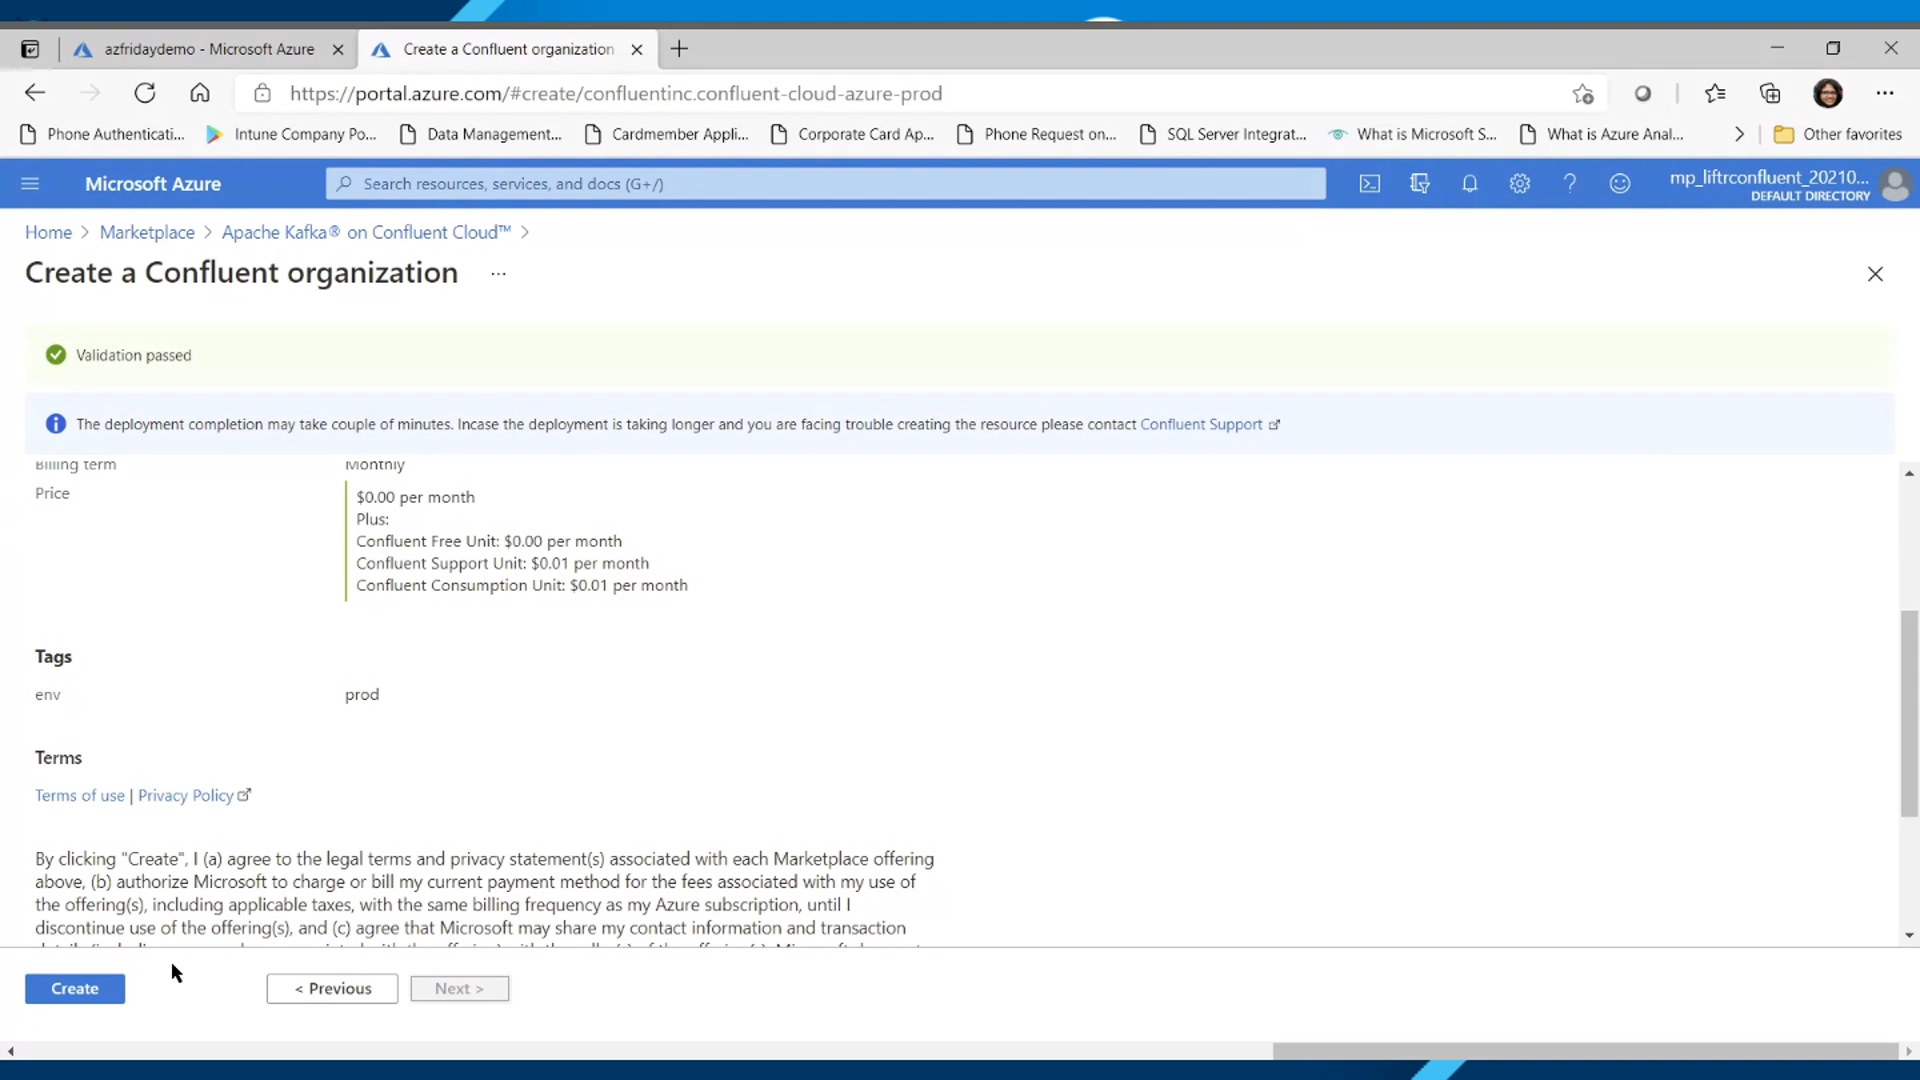 azfridaydemo - Microsoft Azure
Create a Confluent organization
https://portal.azure.com/#create/confluentinc.confluent-cloud-azure-prod
Phone Authenticati...
Intune Company Po...
Data Management...
Cardmember Appli...
Corporate Card Ap...
Phone Request on...
SQL Server Integrat...
What is Microsoft S...
What is Azure Anal...
Other favorites
Microsoft Azure
Search resources, services, and docs (G+/)
mp_liftrconfluent_20210...
DEFAULT DIRECTORY
Home > Marketplace > Apache Kafka® on Confluent Cloud™ >
Create a Confluent organization ...
Validation passed
The deployment completion may take couple of minutes. Incase the deployment is taking longer and you are facing trouble creating the resource please contact Confluent Support
Billing term Monthly
Price $0.00 per month
Plus:
Confluent Free Unit: $0.00 per month
Confluent Support Unit: $0.01 per month
Confluent Consumption Unit: $0.01 per month
Tags
env prod
Terms
Terms of use | Privacy Policy
By clicking "Create", I (a) agree to the legal terms and privacy statement(s) associated with each Marketplace offering
above, (b) authorize Microsoft to charge or bill my current payment method for the fees associated with my use of
the offering(s), including applicable taxes, with the same billing frequency as my Azure subscription, until I
discontinue use of the offering(s), and (c) agree that Microsoft may share my contact information and transaction
Create
< Previous
Next >